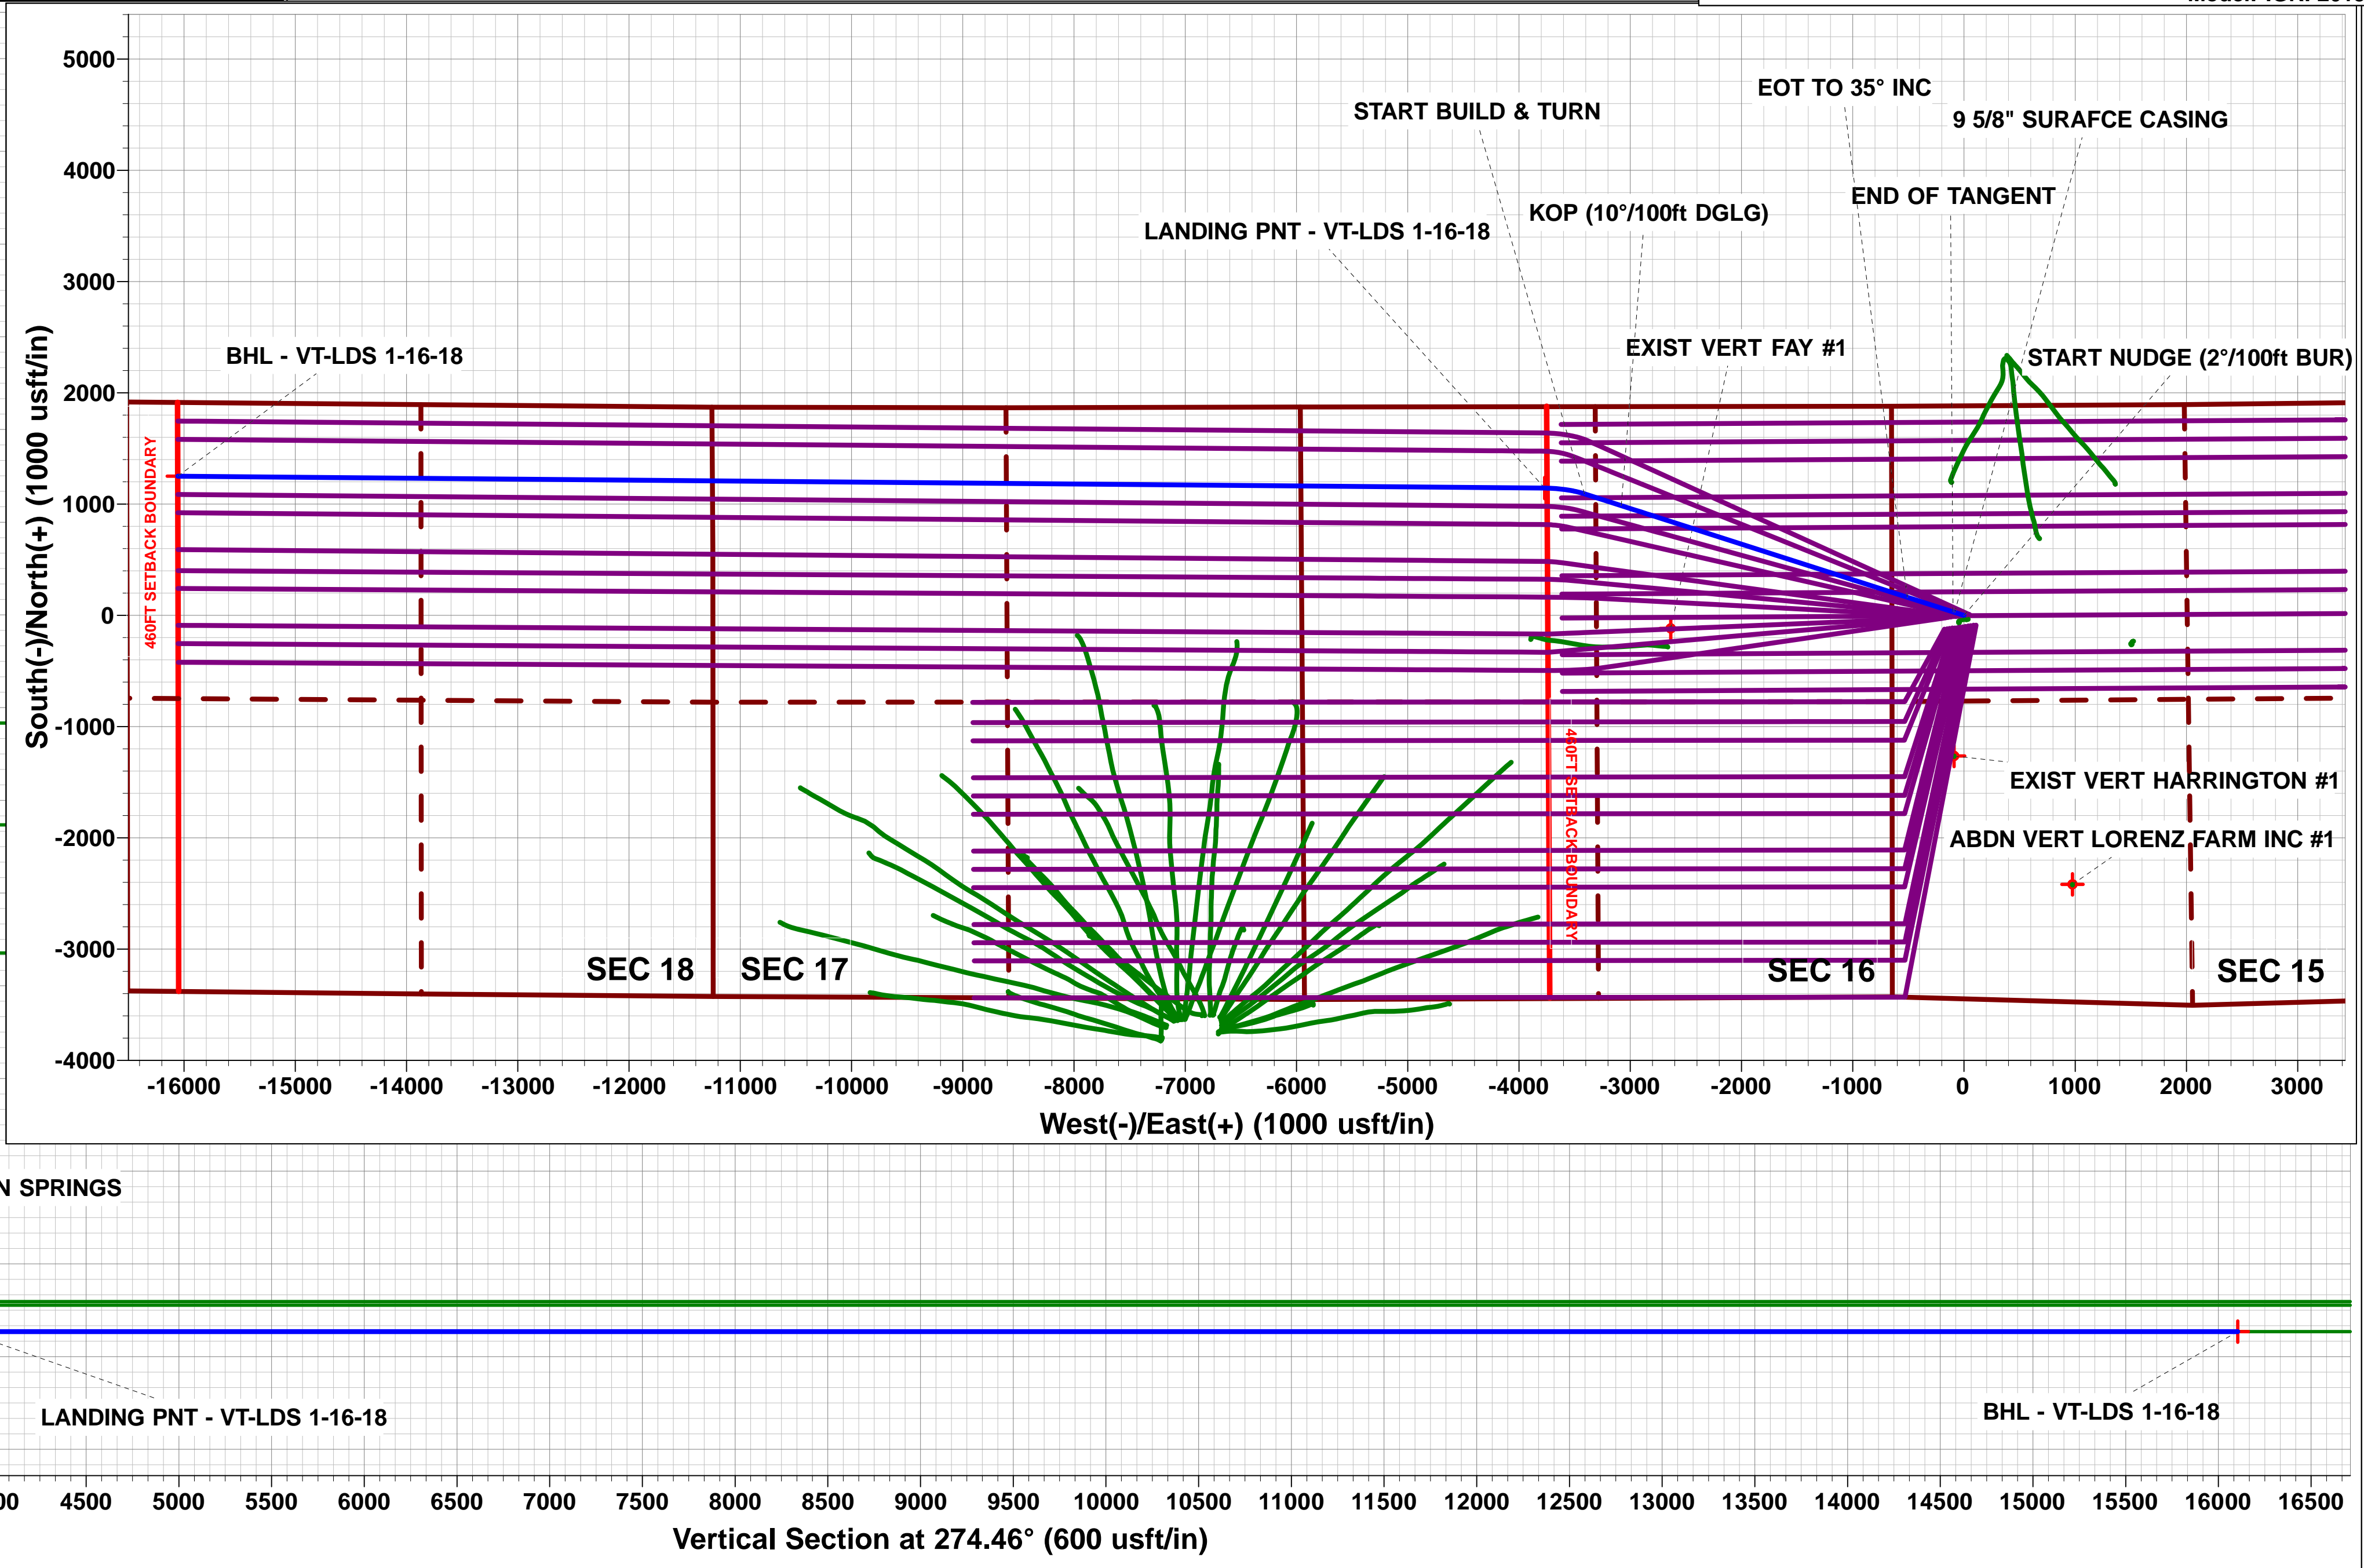 5000
4000
3000
2000
1000
0
-1000
-2000
-3000
-4000
South(-)/North(+) (1000 usft/in)
EOT TO 35° INC
START BUILD & TURN
9 5/8" SURAFCE CASING
END OF TANGENT
KOP (10°/100ft DGLG)
LANDING PNT - VT-LDS 1-16-18
EXIST VERT FAY #1
BHL - VT-LDS 1-16-18
START NUDGE (2°/100ft BUR)
460FT SETBACK BOUNDARY
460FT SETBACK BOUNDARY
EXIST VERT HARRINGTON #1
ABDN VERT LORENZ FARM INC #1
SEC 18
SEC 17
SEC 16
SEC 15
-16000 -15000 -14000 -13000 -12000 -11000 -10000 -9000 -8000 -7000 -6000 -5000 -4000 -3000 -2000 -1000 0 1000 2000 3000
West(-)/East(+) (1000 usft/in)
N SPRINGS
LANDING PNT - VT-LDS 1-16-18
BHL - VT-LDS 1-16-18
00 4500 5000 5500 6000 6500 7000 7500 8000 8500 9000 9500 10000 10500 11000 11500 12000 12500 13000 13500 14000 14500 15000 15500 16000 16500
Vertical Section at 274.46° (600 usft/in)